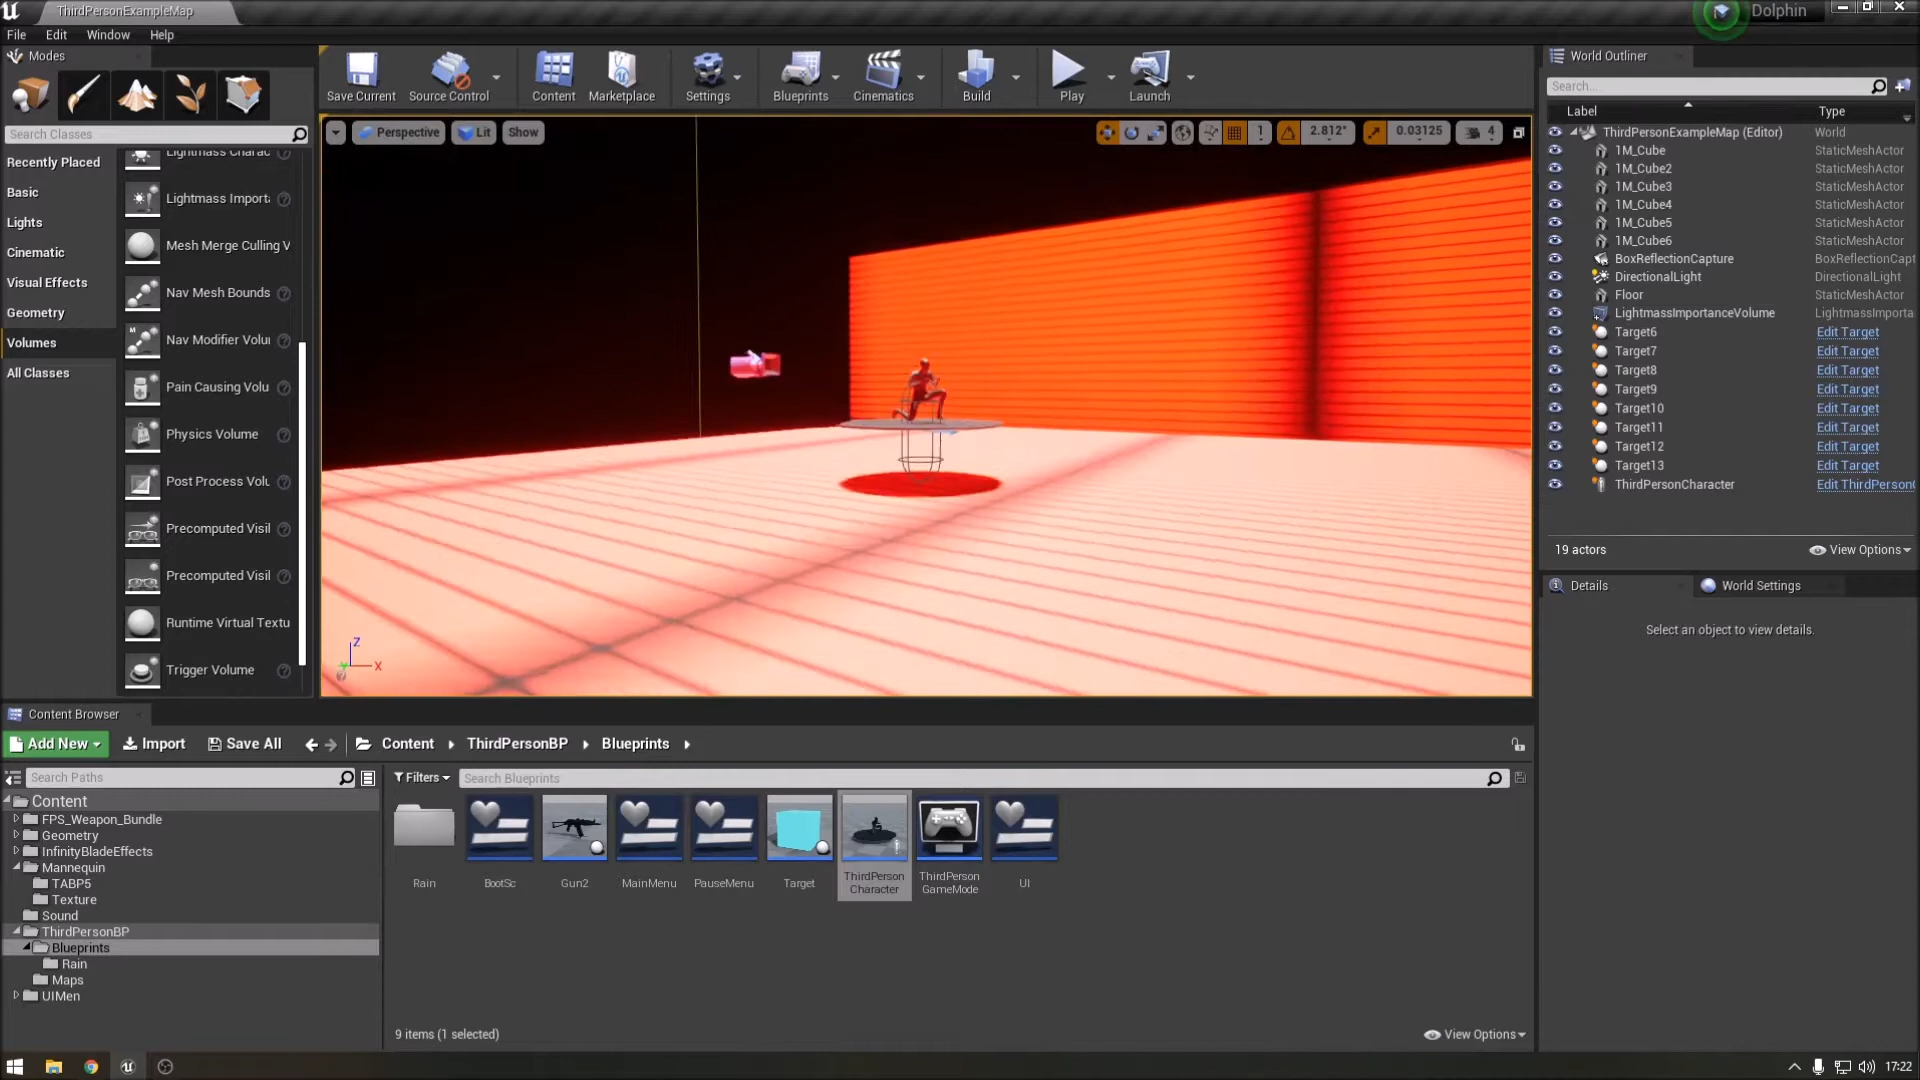 ThirdPersonExampleMap
Dolphin
File Edit Window Help
Modes
Save Current
Source Control
Content
Marketplace
Settings
Blueprints
Cinematics
Build
Play
Launch
World Outliner
Search...
Label Type
Search Classes
Perspective
Lit
Show
1
2.812°
0.03125
4
Recently Placed
Basic
Lights
Cinematic
Visual Effects
Geometry
Volumes
All Classes
Lightmass Charac
Lightmass Importa
Mesh Merge Culling V
Nav Mesh Bounds
Nav Modifier Volu
Pain Causing Volu
Physics Volume
Post Process Volu
Precomputed Visil
Precomputed Visil
Runtime Virtual Textu
Trigger Volume
Z
X
ThirdPersonExampleMap (Editor) World
1M_Cube StaticMeshActor
1M_Cube2 StaticMeshActor
1M_Cube3 StaticMeshActor
1M_Cube4 StaticMeshActor
1M_Cube5 StaticMeshActor
1M_Cube6 StaticMeshActor
BoxReflectionCapture BoxReflectionCapt
DirectionalLight DirectionalLight
Floor StaticMeshActor
LightmassImportanceVolume LightmassImporta
Target6 Edit Target
Target7 Edit Target
Target8 Edit Target
Target9 Edit Target
Target10 Edit Target
Target11 Edit Target
Target12 Edit Target
Target13 Edit Target
ThirdPersonCharacter Edit ThirdPersonC
19 actors
View Options
Details
World Settings
Select an object to view details.
Content Browser
Add New
Import
Save All
Content
ThirdPersonBP
Blueprints
Search Paths
Filters
Search Blueprints
Content
FPS_Weapon_Bundle
Geometry
InfinityBladeEffects
Mannequin
TABP5
Texture
Sound
ThirdPersonBP
Blueprints
Rain
Maps
UIMen
Rain
BootSc
Gun2
MainMenu
PauseMenu
Target
ThirdPerson
Character
ThirdPerson
GameMode
UI
9 items (1 selected)
View Options
17:22